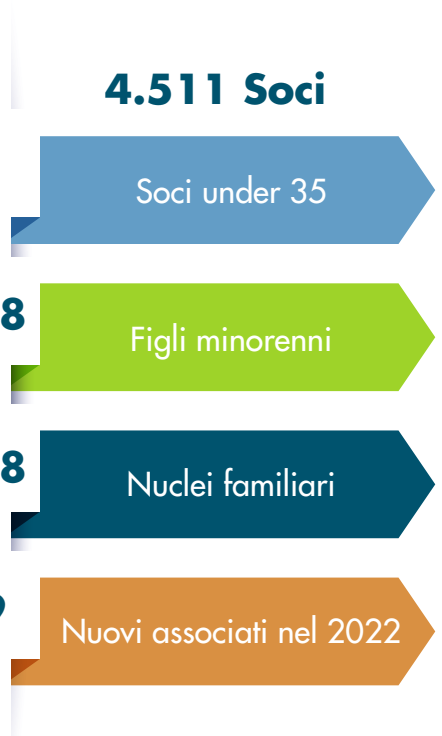 4.511 Soci
Soci under 35
8
Figli minorenni
8
Nuclei familiari
Nuovi associati nel 2022